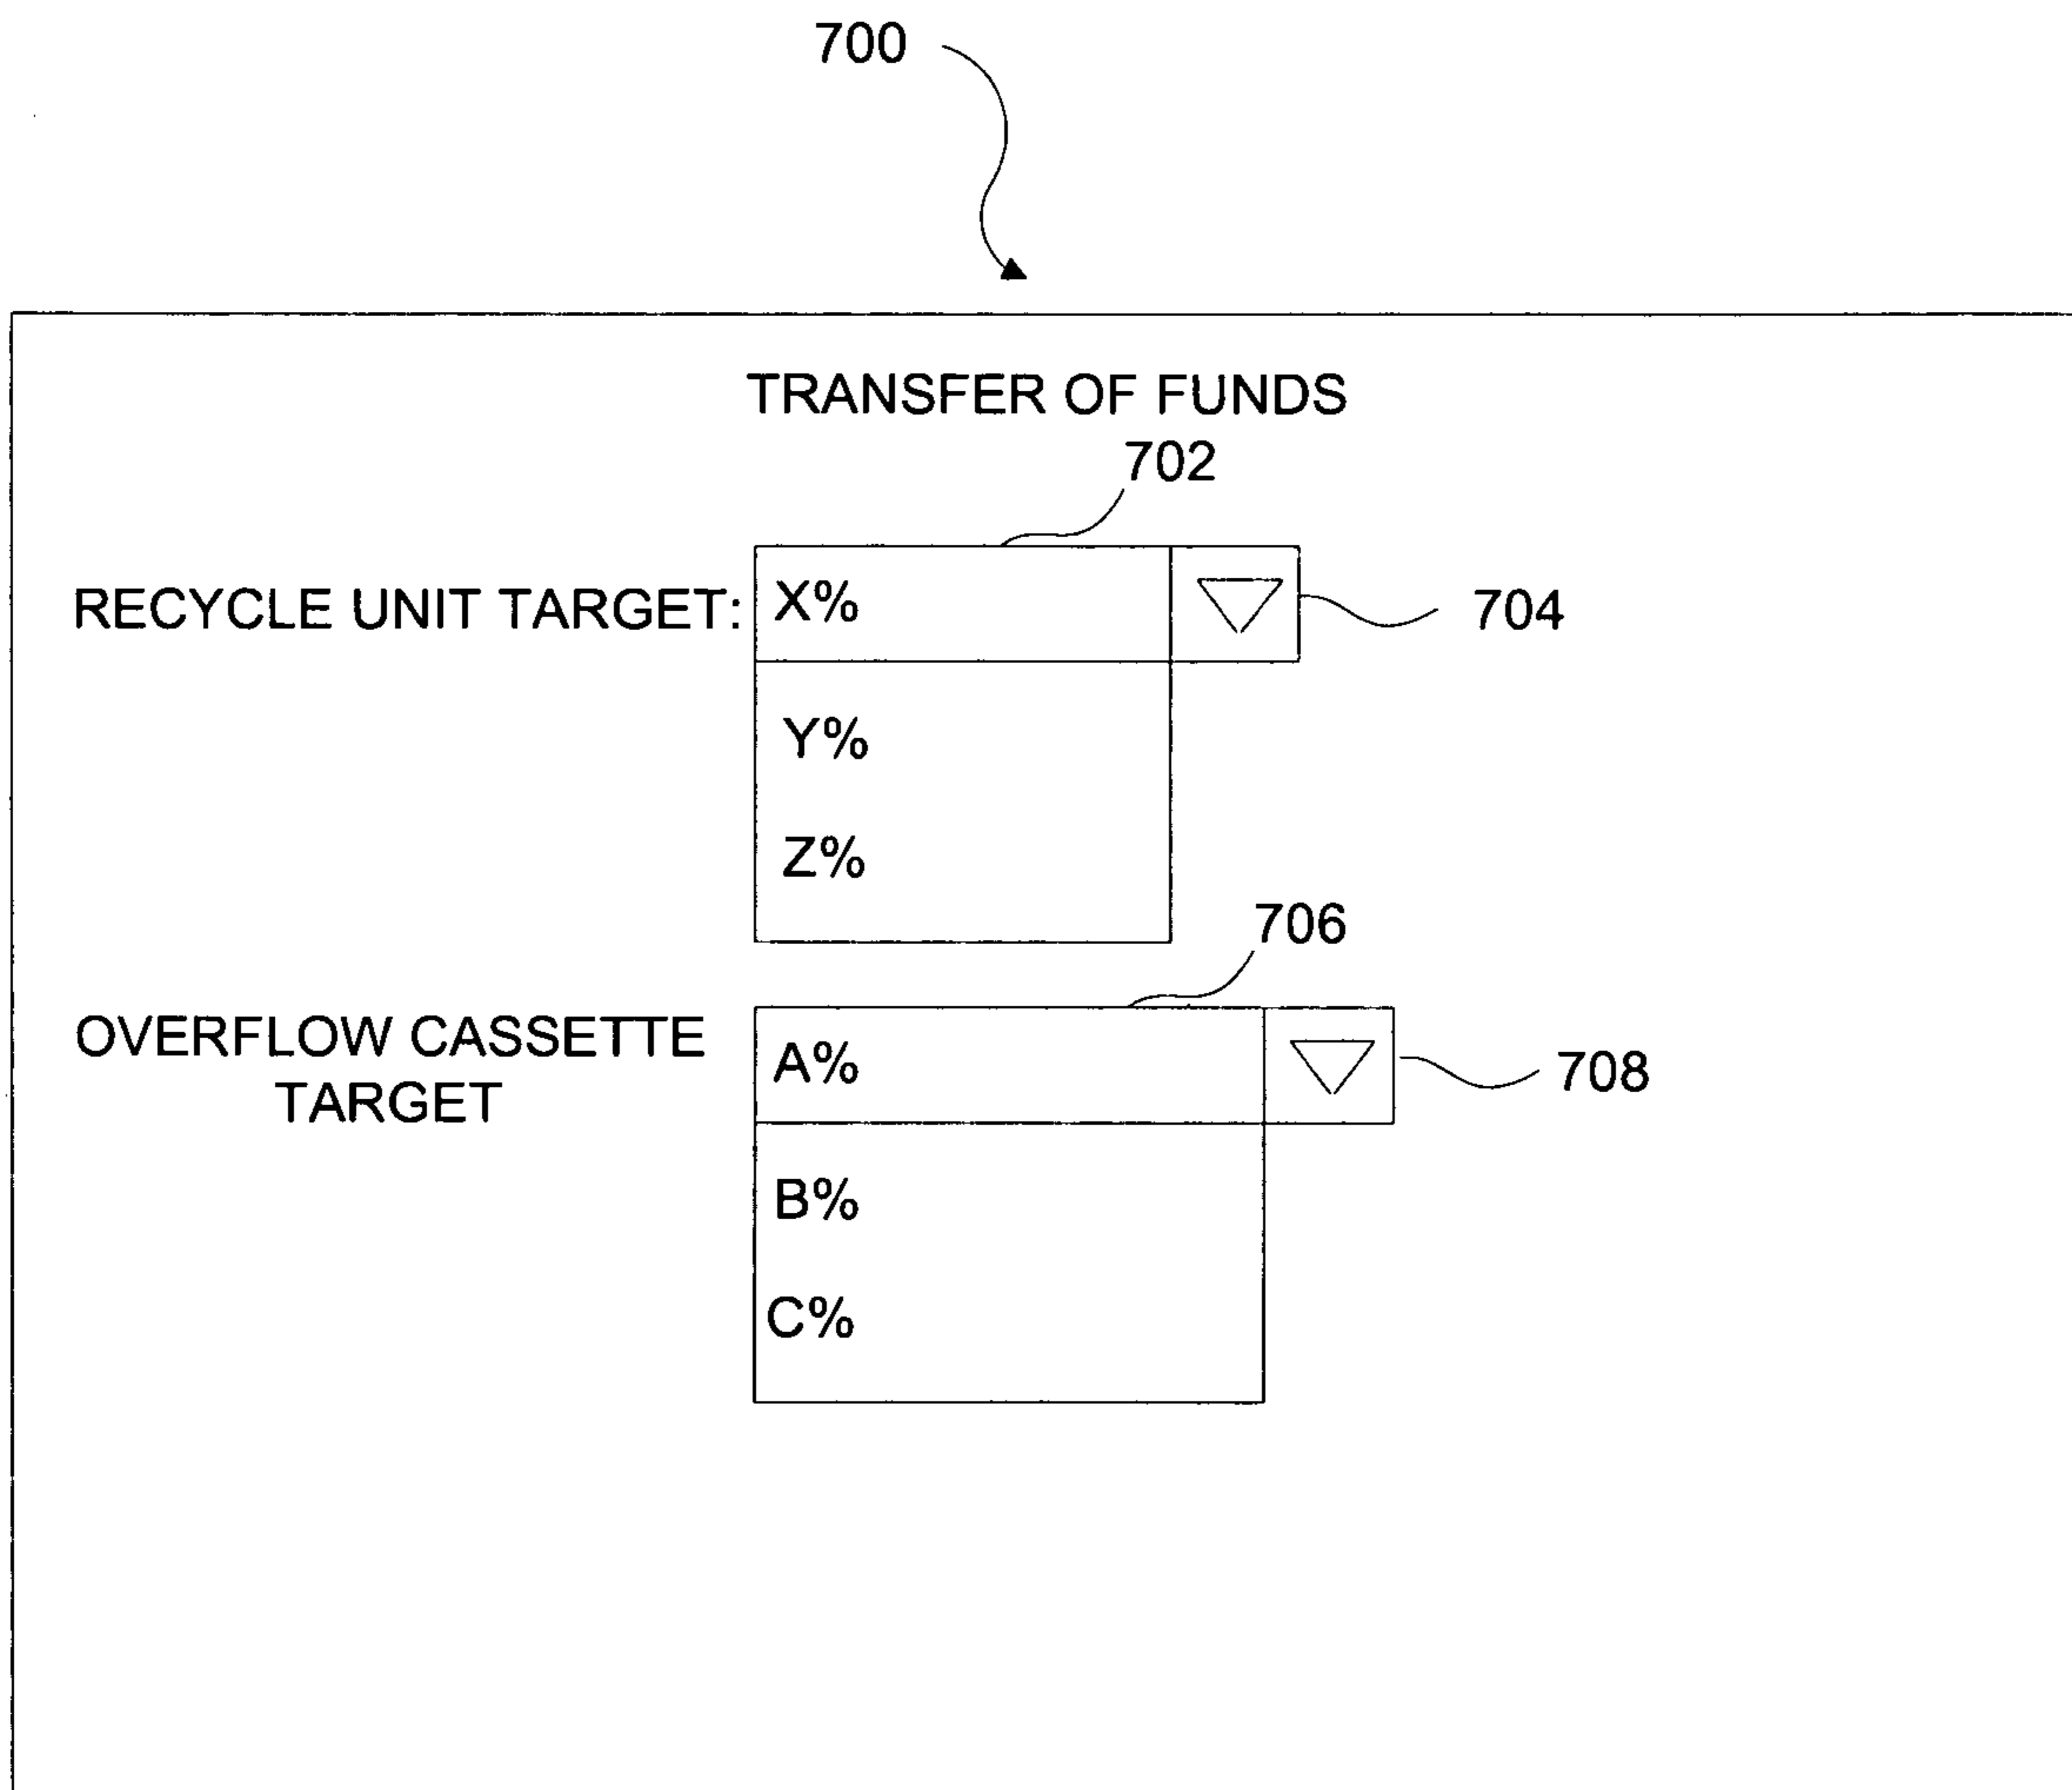 700
TRANSFER OF FUNDS
702
RECYCLE UNIT TARGET: X% 704
Y%
Z%
706
OVERFLOW CASSETTE
TARGET
A% 708
B%
C%